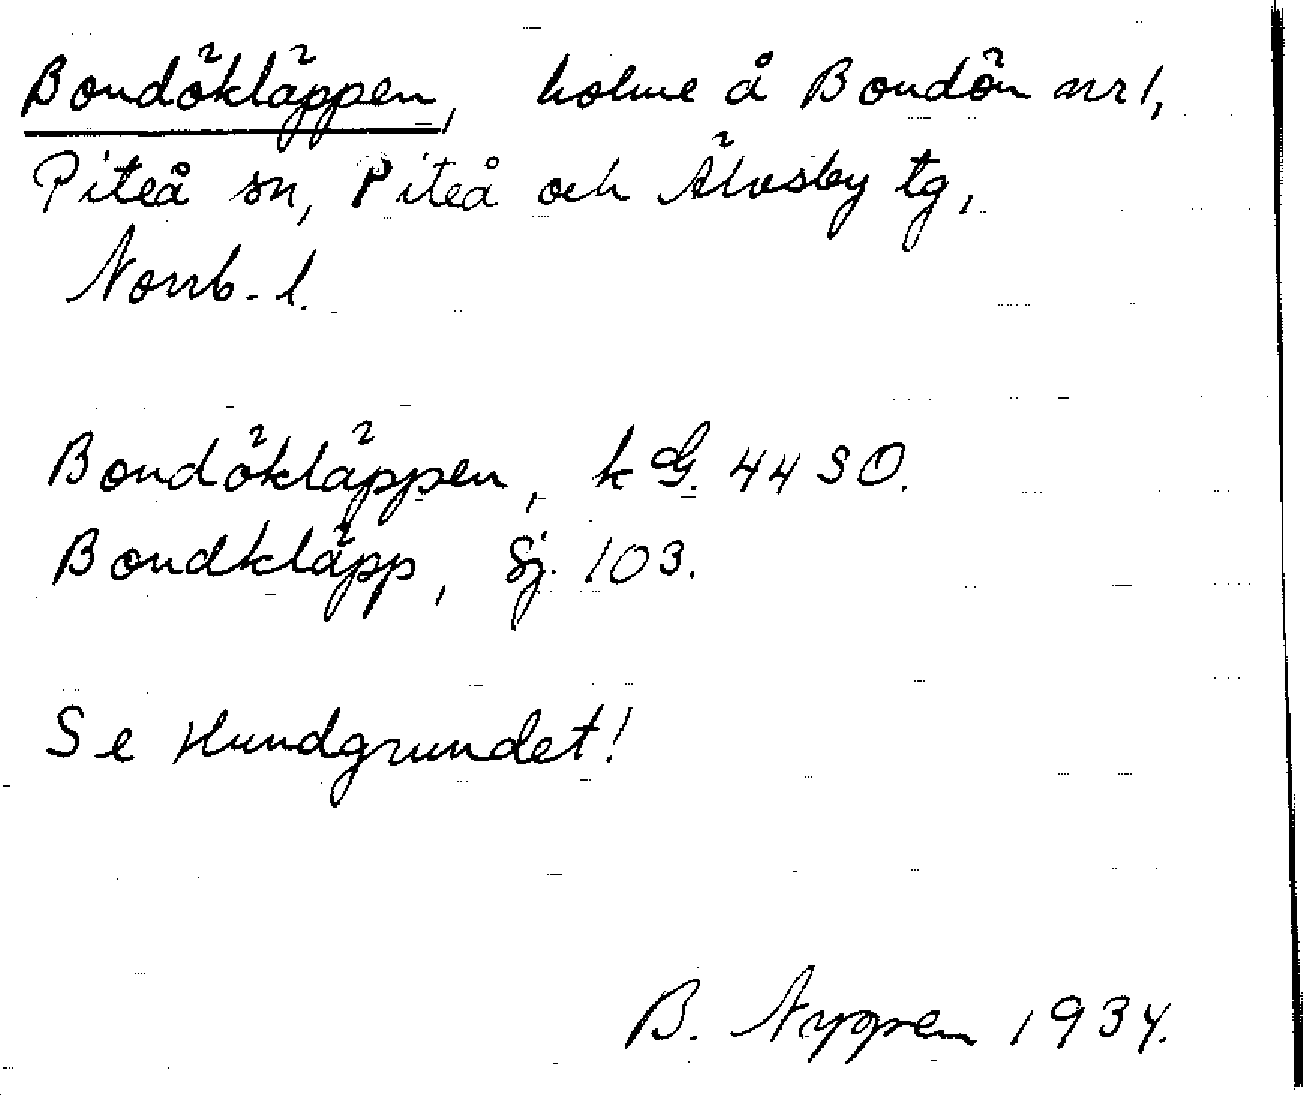 Bondökläppen, holme å Bondön nr 1,
Piteå sn, Piteå och Älvsby tg,
Norrb. l.
Bondökläppen, k G. 44 SO.
Bondkläpp, Sj. 103.
Se Hundgrundet!
B. Nygren 1934.